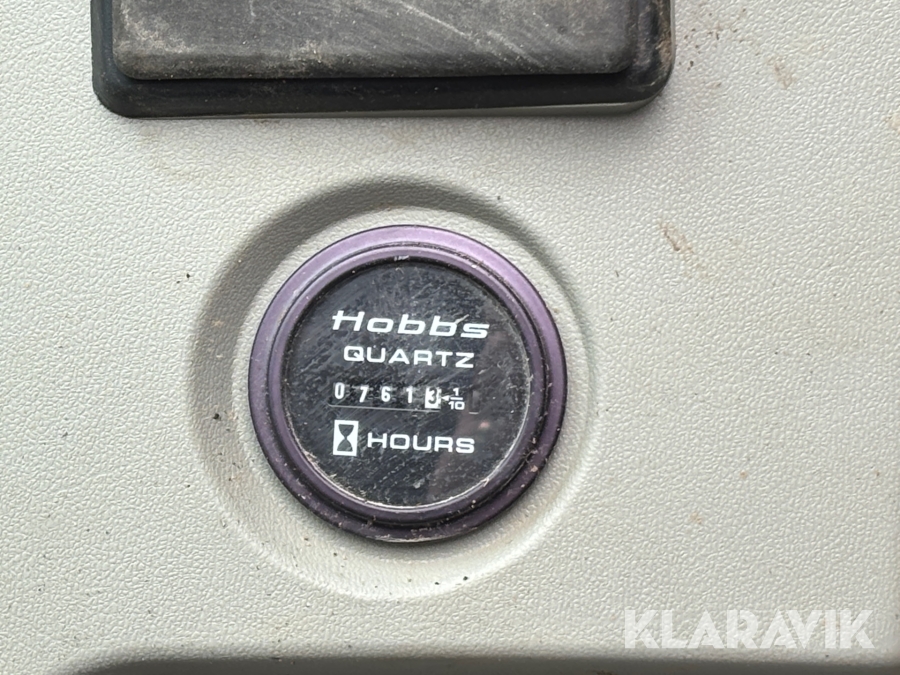 Hobbs
QUARTZ
07613 1/10
HOURS
KLARAVIK